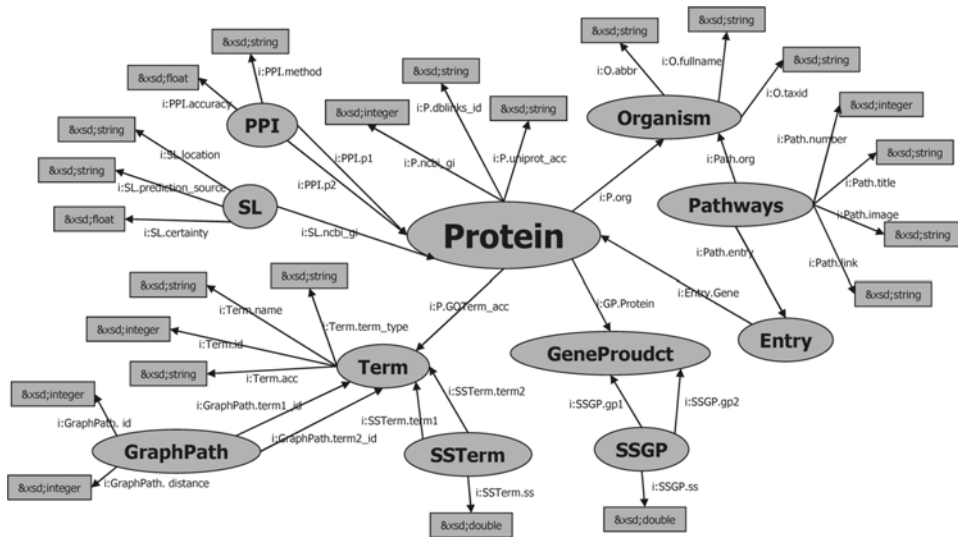 &xsd;string
&xsd;string
&xsd;string
i:PPI.method
i:O.abbr
i:O.fullname
&xsd;float
&xsd;string
&xsd;string
i:PPI.accuracy
i:O.taxid
&xsd;integer
&xsd;string
i:P.dblinks_id
Organism
&xsd;integer
&xsd;string
PPI
i:P.ncbi_gi
i:P.uniprot_acc
i:Path.number
i:SL.location
i:PPI.p1
i:Path.org
&xsd;string
&xsd;string
i:PPI.p2
i:Path.title
i:SL.prediction_source
i:P.org
SL
Pathways
i:Path.image
&xsd;float
i:SL.certainty
i:SL.ncbi_gi
Protein
&xsd;string
i:Path.entry
i:Path.link
&xsd;string
&xsd;string
i:Entry.Gene
&xsd;string
i:GP.Protein
i:Term.name
i:P.GOTerm_acc
&xsd;integer
i:Term.term_type
Entry
i:Term.id
GeneProudct
&xsd;string
Term
i:Term.acc
&xsd;integer
i:GraphPath.term1_id
i:SSTerm.term2
i:SSGP.gp1
i:SSGP.gp2
i:GraphPath. id
i:SSTerm.term1
i:GraphPath.term2_id
GraphPath
SSTerm
SSGP
&xsd;integer
i:GraphPath. distance
i:SSTerm.ss
i:SSGP.ss
&xsd;double
&xsd;double